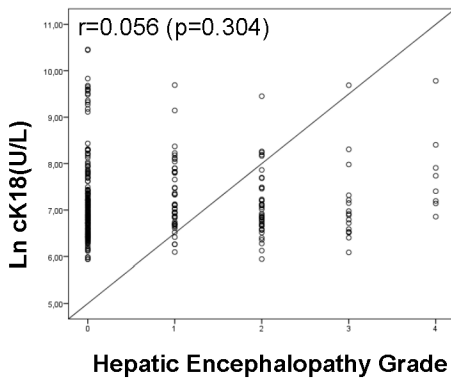 r=0.056 (p=0.304)
11,00
10,00
9,00
8,00
7,00
6,00
5,00
Ln cK18(U/L)
0 1 2 3 4
Hepatic Encephalopathy Grade